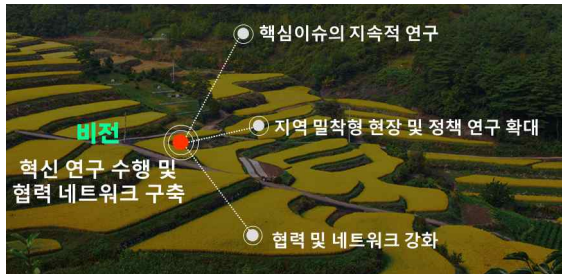 핵심이슈의 지속적 연구
비전
지역 밀착형 현장 및 정책 연구 확대
혁신 연구 수행 및
협력 네트워크 구축
협력 및 네트워크 강화